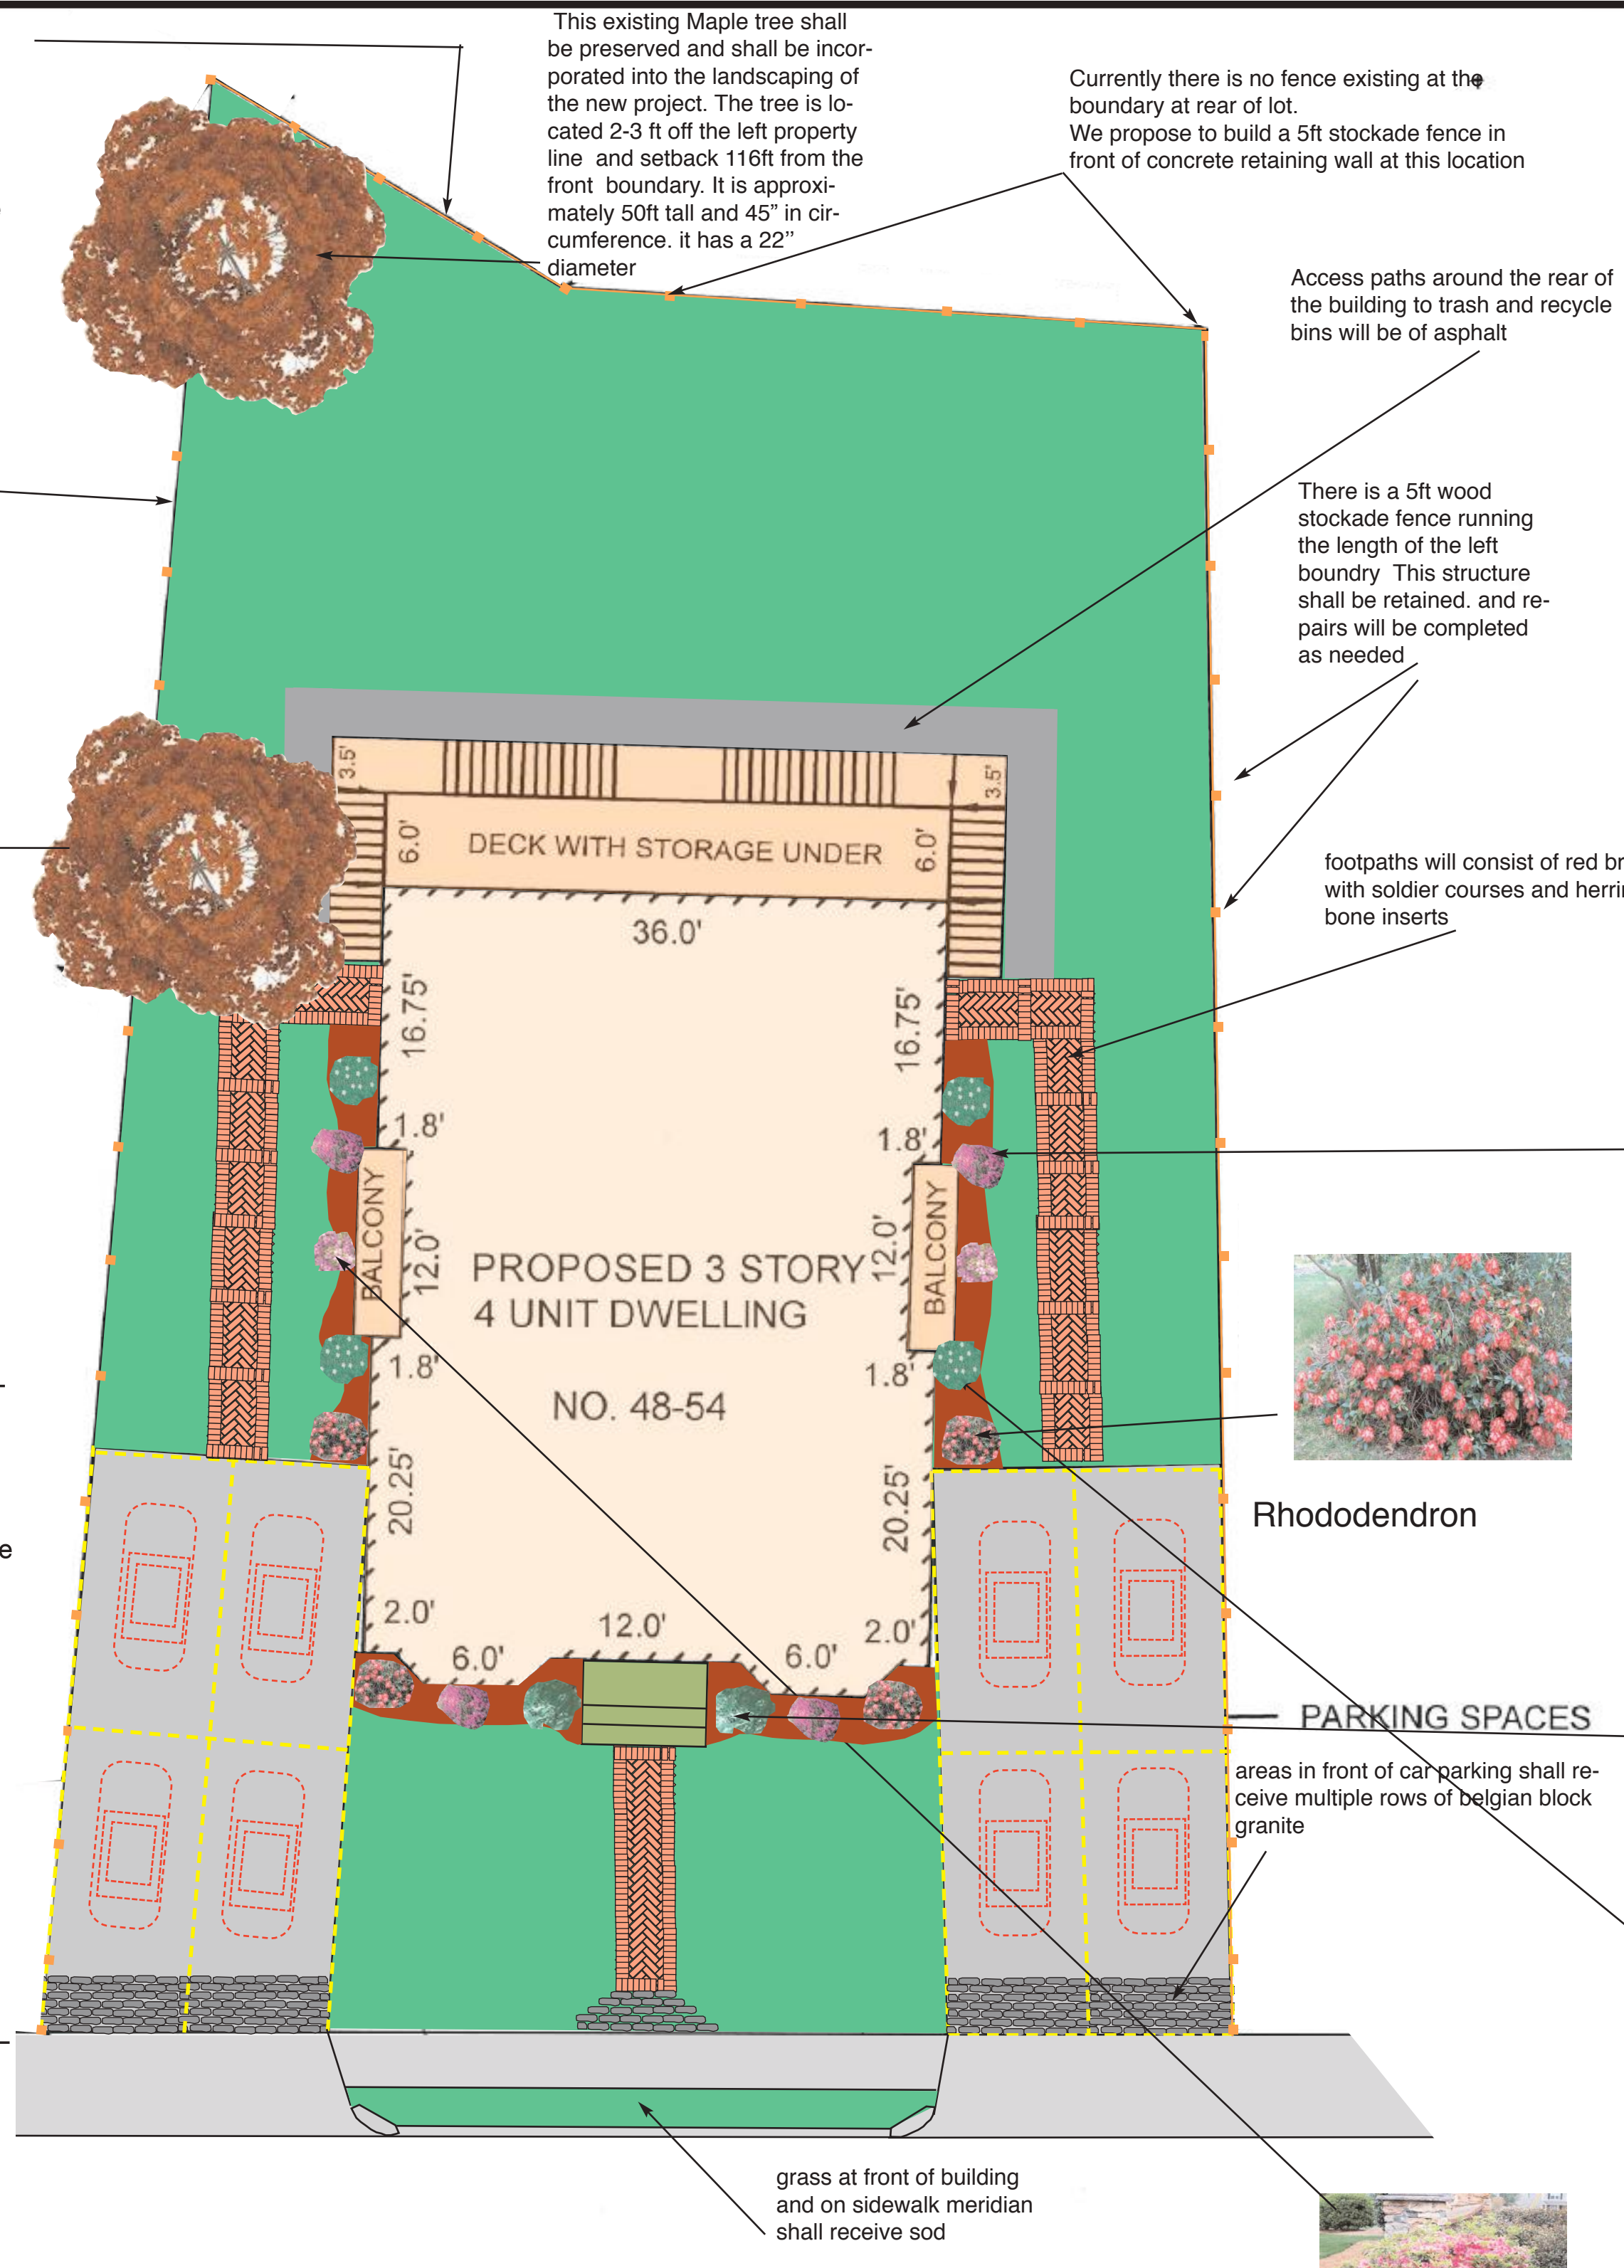 This existing Maple tree shall
be preserved and shall be incor-
porated into the landscaping of
the new project. The tree is lo-
cated 2-3 ft off the left property
line and setback 116ft from the
front boundary. It is approxi-
mately 50ft tall and 45” in cir-
cumference. it has a 22’’
diameter
Currently there is no fence existing at the
boundary at rear of lot.
We propose to build a 5ft stockade fence in
front of concrete retaining wall at this location
Access paths around the rear of
the building to trash and recycle
bins will be of asphalt
There is a 5ft wood
stockade fence running
the length of the left
boundry This structure
shall be retained. and re-
pairs will be completed
as needed
3.5'
3.5'
6.0'
DECK WITH STORAGE UNDER
6.0'
footpaths will consist of red br
with soldier courses and herrin
bone inserts
36.0'
16.75'
16.75'
1.8'
1.8'
BALCONY
12.0'
PROPOSED 3 STORY
4 UNIT DWELLING
12.0'
BALCONY
1.8'
1.8'
NO. 48-54
20.25'
20.25'
Rhododendron
e
2.0'
12.0'
2.0'
6.0'
6.0'
PARKING SPACES
areas in front of car parking shall re-
ceive multiple rows of belgian block
granite
grass at front of building
and on sidewalk meridian
shall receive sod